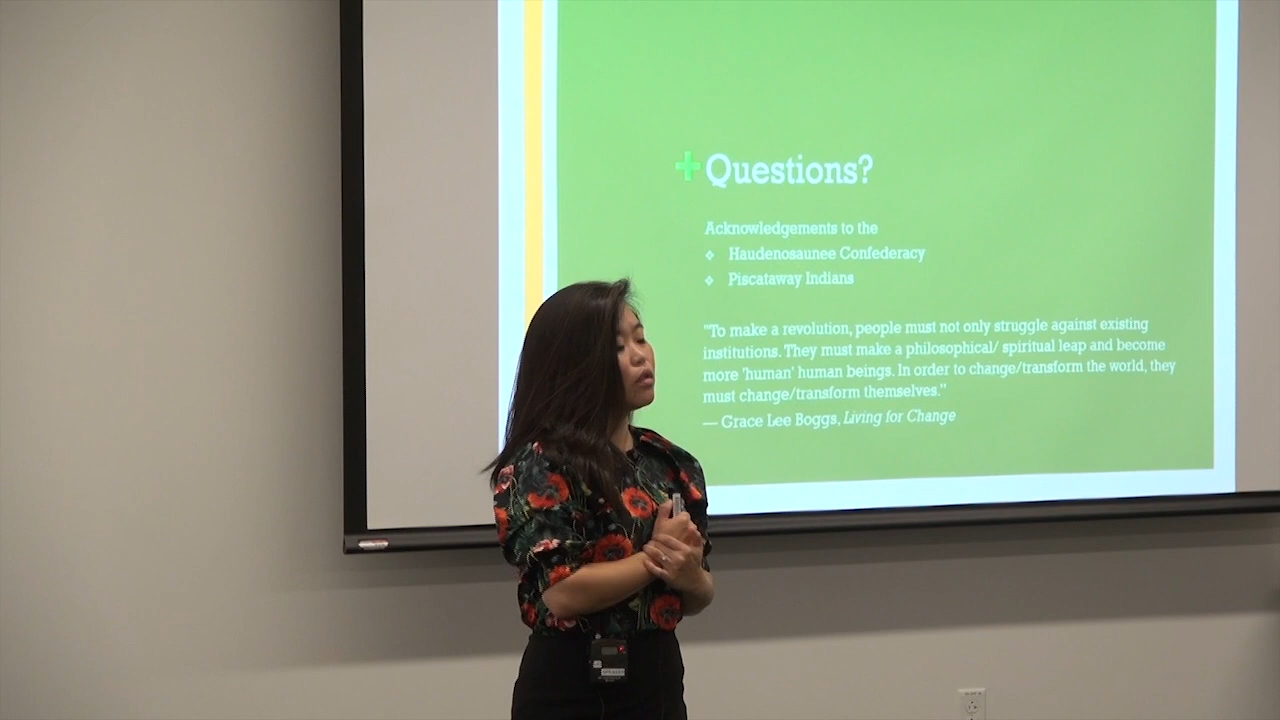 Questions?
Acknowledgements to the
❖ Haudenosaunee Confederacy
❖ Piscataway Indians
"To make a revolution, people must not only struggle against existing
institutions. They must make a philosophical/ spiritual leap and become
more 'human' human beings. In order to change/transform the world, they
must change/transform themselves."
— Grace Lee Boggs, Living for Change